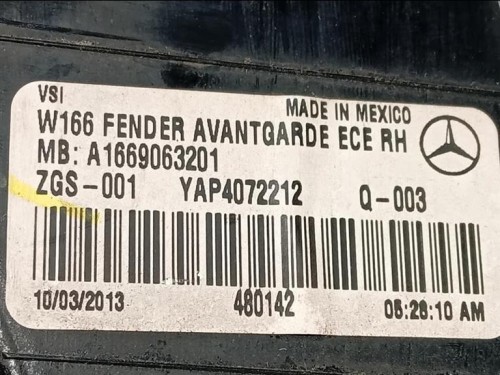 VSI
MADE IN MEXICO
W166 FENDER AVANTGARDE ECE RH
MB: A1669063201
ZGS-001 YAP4072212 Q-003
10/03/2013 480142 05:28:10 AM